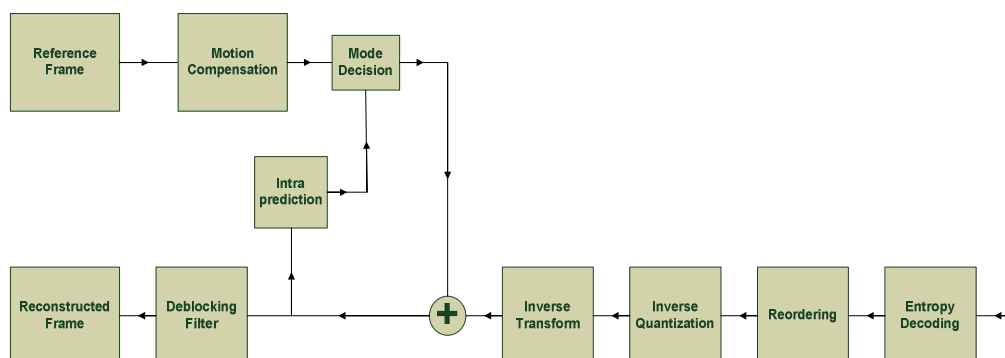 Reference
Frame
Motion
Compensation
Mode
Decision
Intra
prediction
Reconstructed
Frame
Deblocking
Filter
+
Inverse
Transform
Inverse
Quantization
Reordering
Entropy
Decoding